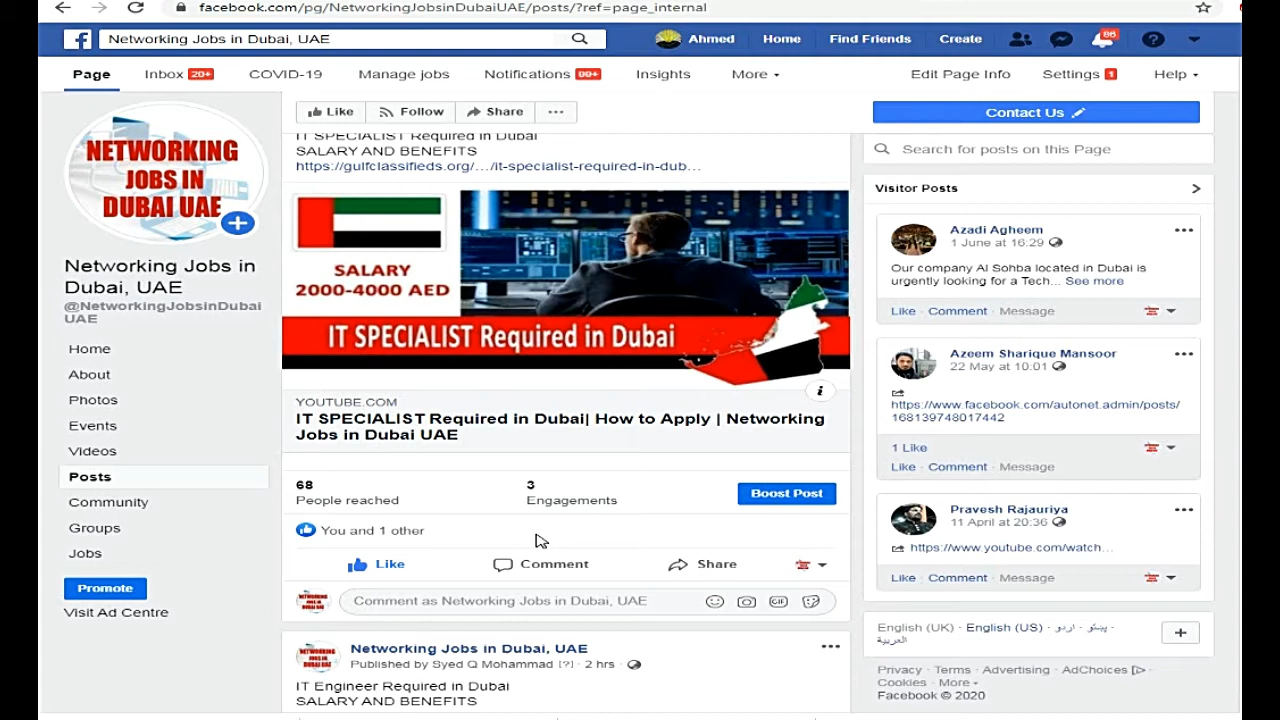 facebook.com/pg/NetworkingJobsinDubaiUAE/posts/?ref=page_internal
Networking Jobs in Dubai, UAE
Ahmed
Home
Find Friends
Create
86
Page
Inbox 20+
COVID-19
Manage jobs
Notifications 99+
Insights
More
Edit Page Info
Settings 1
Help
NETWORKING
JOBS IN
DUBAI UAE
Networking Jobs in
Dubai, UAE
@NetworkingJobsinDubai
UAE
Home
About
Photos
Events
Videos
Posts
Community
Groups
Jobs
Promote
Visit Ad Centre
Like
Follow
Share
Contact Us
IT SPECIALIST Required in Dubai
SALARY AND BENEFITS
https://gulfclassifieds.org/.../it-specialist-required-in-dub...
SALARY
2000-4000 AED
IT SPECIALIST Required in Dubai
YOUTUBE.COM
IT SPECIALIST Required in Dubai| How to Apply | Networking
Jobs in Dubai UAE
68
People reached
3
Engagements
Boost Post
You and 1 other
Like
Comment
Share
NETWORKING
JOBS IN
DUBAI UAE
Comment as Networking Jobs in Dubai, UAE
GIF
NETWORKING
JOBS IN
DUBAI UAE
Networking Jobs in Dubai, UAE
Published by Syed Q Mohammad [?] · 2 hrs ·
IT Engineer Required in Dubai
SALARY AND BENEFITS
Search for posts on this Page
Visitor Posts
Azadi Agheem
1 June at 16:29
Our company Al Sohba located in Dubai is
urgently looking for a Tech... See more
Like · Comment · Message
Azeem Sharique Mansoor
22 May at 10:01
https://www.facebook.com/autonet.admin/posts/
168139748017442
1 Like
Like · Comment · Message
Pravesh Rajauriya
11 April at 20:36
https://www.youtube.com/watch...
Like · Comment · Message
English (UK) · English (US) · اردو · پښتو ·
العربية
Privacy · Terms · Advertising · AdChoices ·
Cookies · More
Facebook © 2020